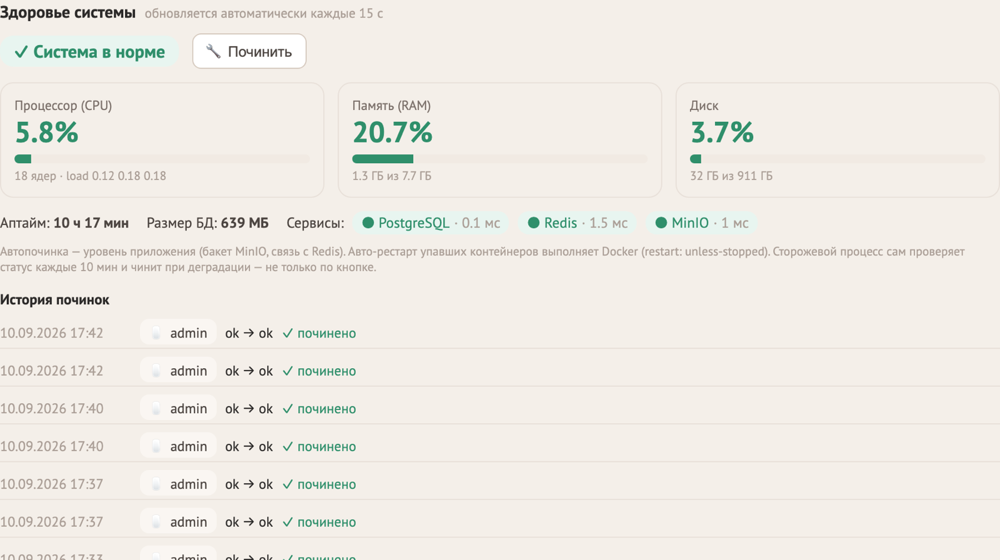 Здоровье системы обновляется автоматически каждые 15 с
✓ Система в норме 🔧 Починить
Процессор (CPU) Память (RAM) Диск
5.8% 20.7% 3.7%
18 ядер · load 0.12 0.18 0.18 1.3 ГБ из 7.7 ГБ 32 ГБ из 911 ГБ
Аптайм: 10 ч 17 мин Размер БД: 639 МБ Сервисы: PostgreSQL · 0.1 мс Redis · 1.5 мс MinIO · 1 мс
Автопочинка — уровень приложения (бакет MinIO, связь с Redis). Авто-рестарт упавших контейнеров выполняет Docker (restart: unless-stopped). Сторожевой процесс сам проверяет
статус каждые 10 мин и чинит при деградации — не только по кнопке.
История починок
10.09.2026 17:42 admin ok → ok ✓ починено
10.09.2026 17:42 admin ok → ok ✓ починено
10.09.2026 17:40 admin ok → ok ✓ починено
10.09.2026 17:40 admin ok → ok ✓ починено
10.09.2026 17:37 admin ok → ok ✓ починено
10.09.2026 17:37 admin ok → ok ✓ починено
10.09.2026 17:33 admin ok → ok ✓ починено